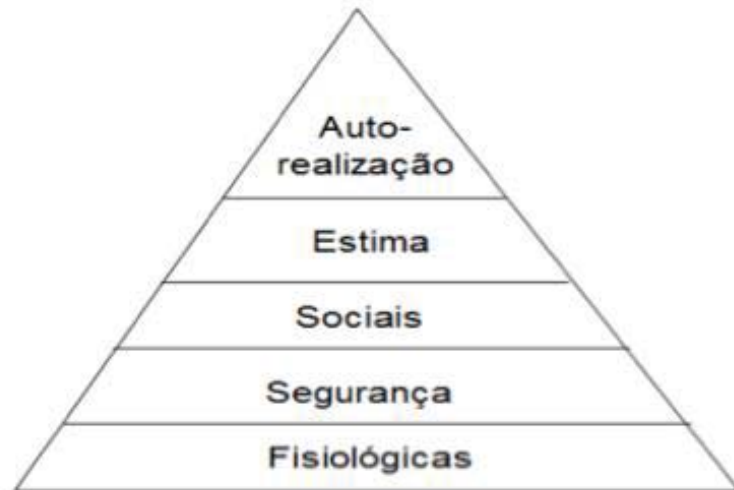 Auto-
realização
Estima
Sociais
Segurança
Fisiológicas